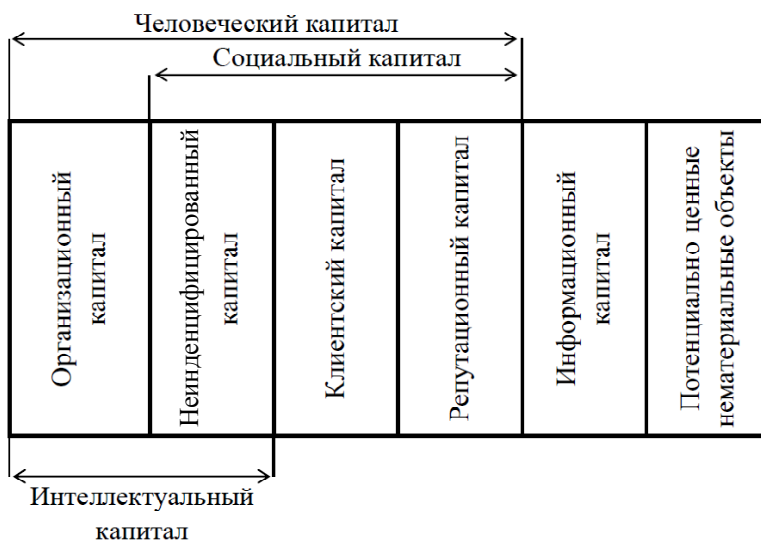 Человеческий капитал
Социальный капитал
Организационный
капитал
Неинденцифицированный
капитал
Клиентский капитал
Репутационный капитал
Информационный
капитал
Потенциально ценные
нематериальные объекты
Интеллектуальный
капитал